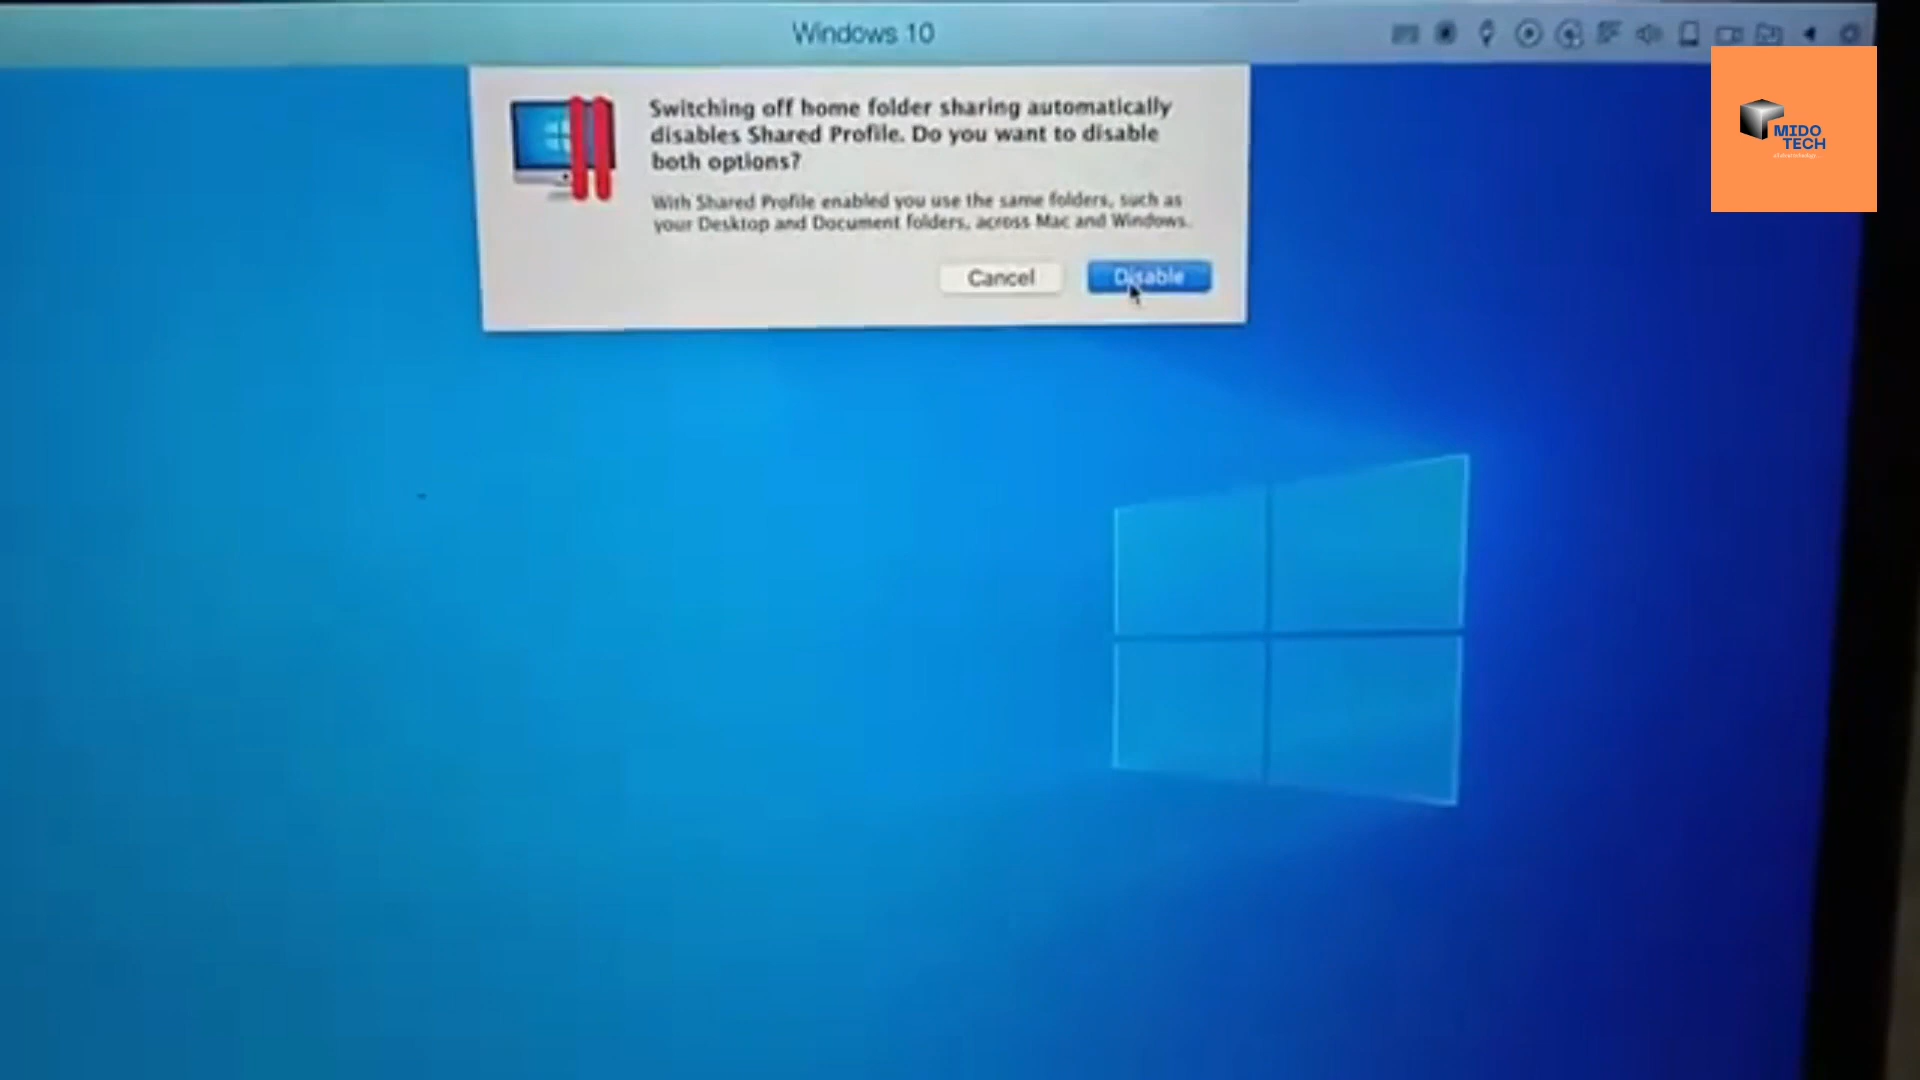 Windows 10
Switching off home folder sharing automatically
disables Shared Profile. Do you want to disable
both options?
With Shared Profile enabled you use the same folders, such as
your Desktop and Document folders, across Mac and Windows.
Cancel
Disable
MIDO
TECH